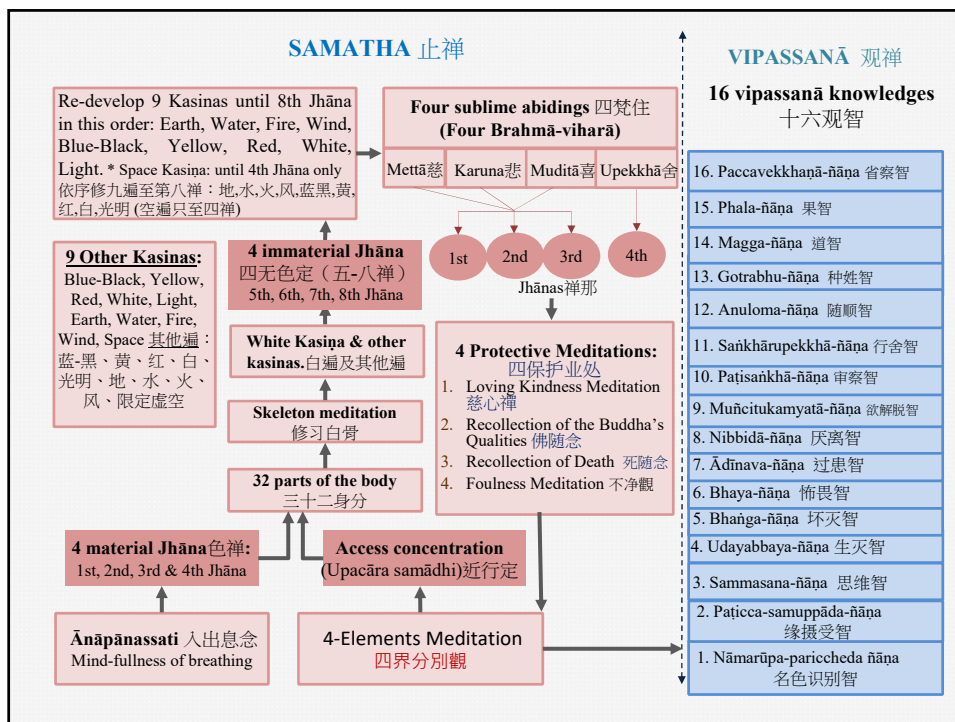 SAMATHA 止禅
Re-develop 9 Kasinas until 8th Jhāna
in this order: Earth, Water, Fire, Wind,
Blue-Black, Yellow, Red, White,
Light. * Space Kasiṇa: until 4th Jhāna only
依序修九遍至第八禅：地,水,火,风,蓝黑,黄,
红,白,光明 (空遍只至四禅)
Four sublime abidings 四梵住
(Four Brahmā-viharā)
Mettā慈
Karuna悲
Muditā喜
Upekkhā舍
1st
2nd
3rd
4th
Jhānas禅那
9 Other Kasinas:
Blue-Black, Yellow,
Red, White, Light,
Earth, Water, Fire,
Wind, Space 其他遍：
蓝-黑、黄、红、白、
光明、地、水、火、
风、限定虚空
4 immaterial Jhāna
四无色定（五-八禅）
5th, 6th, 7th, 8th Jhāna
White Kasiṇa & other
kasinas.白遍及其他遍
Skeleton meditation
修习白骨
32 parts of the body
三十二身分
4 material Jhāna色禅:
1st, 2nd, 3rd & 4th Jhāna
Access concentration
(Upacāra samādhi)近行定
Ānāpānassati 入出息念
Mind-fullness of breathing
4-Elements Meditation
四界分別觀
4 Protective Meditations:
四保护业处
1. Loving Kindness Meditation
慈心禪
2. Recollection of the Buddha’s
Qualities 佛随念
3. Recollection of Death 死随念
4. Foulness Meditation 不净觀
VIPASSANĀ 观禅
16 vipassanā knowledges
十六观智
16. Paccavekkhaṇā-ñāṇa 省察智
15. Phala-ñāṇa 果智
14. Magga-ñāṇa 道智
13. Gotrabhu-ñāṇa 种姓智
12. Anuloma-ñāṇa 随顺智
11. Saṅkhārupekkhā-ñāṇa 行舍智
10. Paṭisaṅkhā-ñāṇa 审察智
9. Muñcitukamyatā-ñāṇa 欲解脱智
8. Nibbidā-ñāṇa 厌离智
7. Ādīnava-ñāṇa 过患智
6. Bhaya-ñāṇa 怖畏智
5. Bhaṅga-ñāṇa 坏灭智
4. Udayabbaya-ñāṇa 生灭智
3. Sammasana-ñāṇa 思维智
2. Paṭicca-samuppāda-ñāṇa
缘摄受智
1. Nāmarūpa-pariccheda ñāṇa
名色识别智